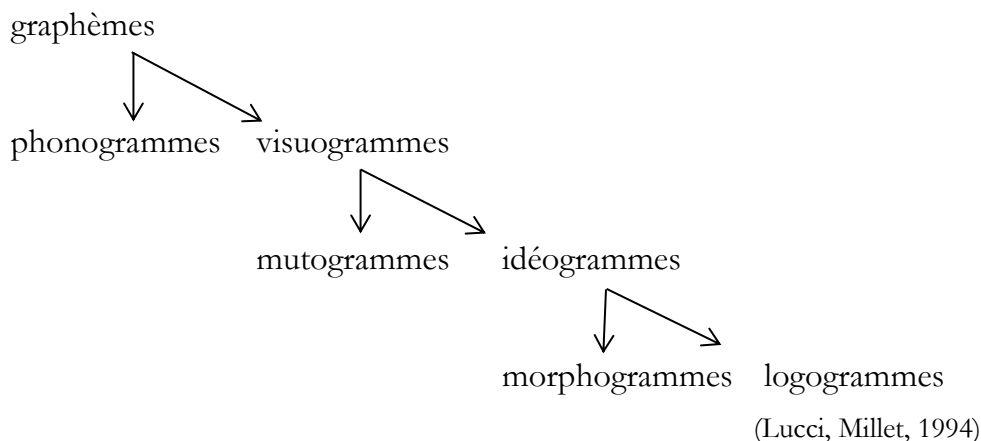 graphèmes
phonogrammes visuogrammes
mutogrammes idéogrammes
morphogrammes logogrammes
(Lucci, Millet, 1994)